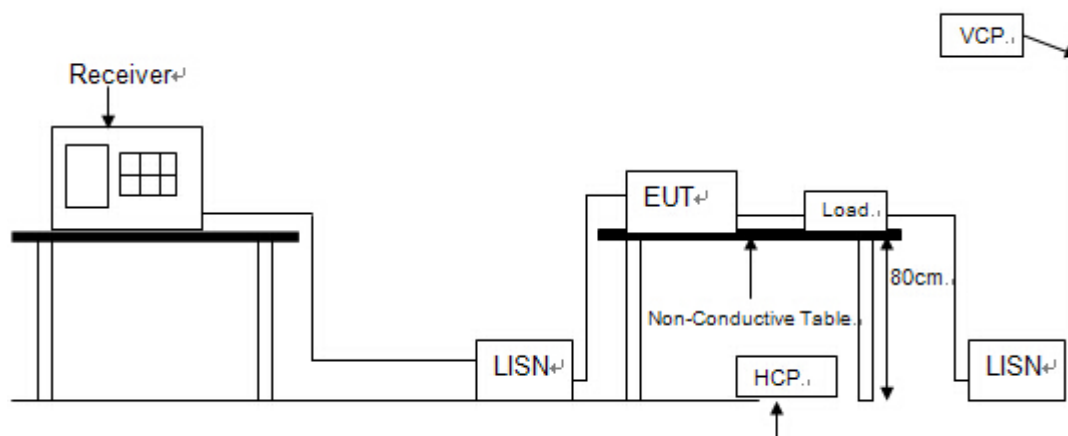 VCP.
Receiver
EUT
Load.
80cm.
Non-Conductive Table.
LISN
HCP.
LISN